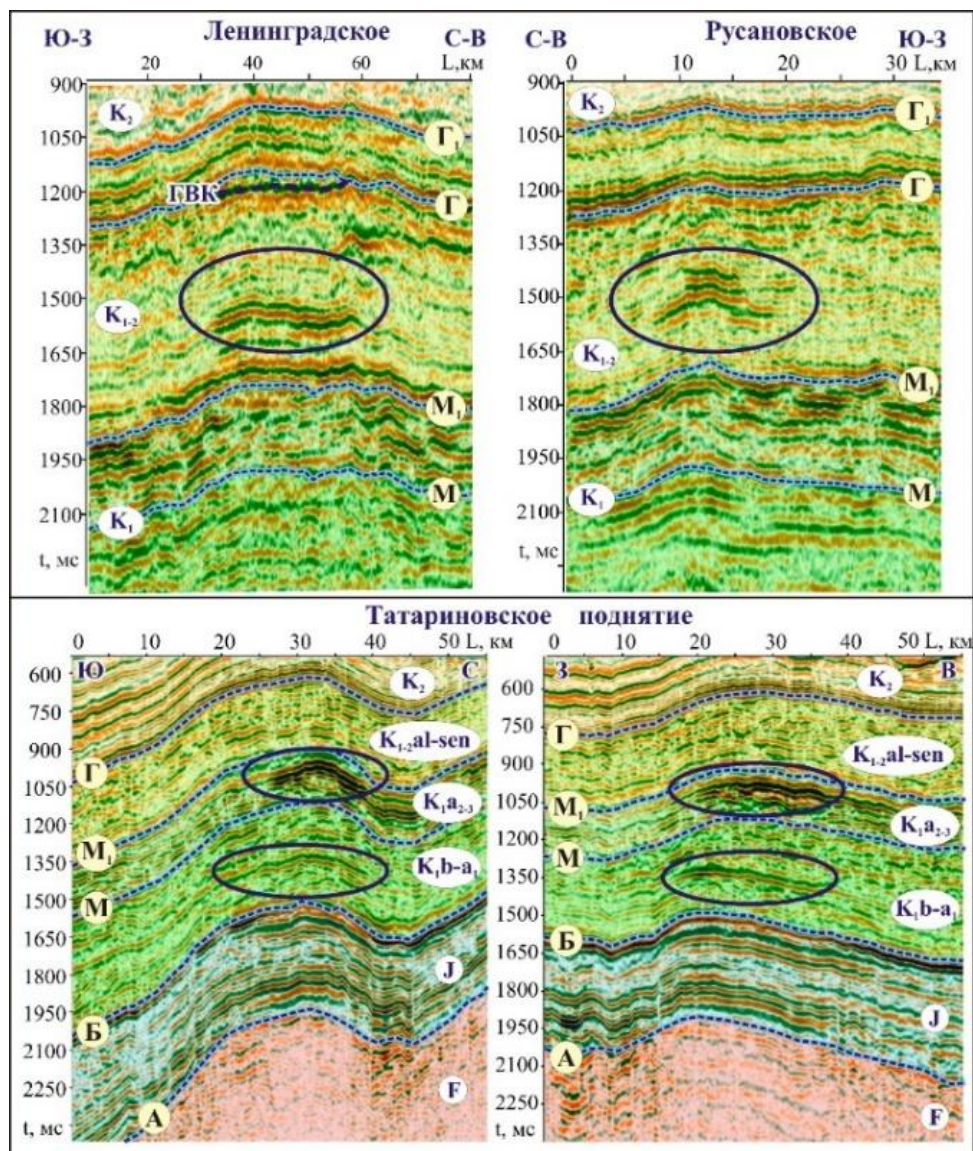 Ленинградское
Ю-З С-В
20 40 60 L,км
900
1050
1200
1350
1500
1650
1800
1950
2100
t, мс
K₂
Г₁
ГВК
Г
K₁₋₂
М₁
М
K₁
Русановское
С-В Ю-З
0 10 20 30 L,км
900
1050
1200
1350
1500
1650
1800
1950
2100
t, мс
K₂
Г₁
Г
K₁₋₂
М₁
K₁
М
Татариновское поднятие
0 10 20 30 40 50 L, км
Ю С
600
750
900
1050
1200
1350
1500
1650
1800
1950
2100
2250
t, мс
K₂
K₁₋₂al-sen
Г
K₁a₂₋₃
М₁
K₁b-a₁
М
J
Б
F
А
0 10 20 30 40 50 L, км
З В
600
750
900
1050
1200
1350
1500
1650
1800
1950
2100
2250
t, мс
K₂
Г
K₁₋₂al-sen
М₁
K₁a₂₋₃
М
K₁b-a₁
Б
J
А
F